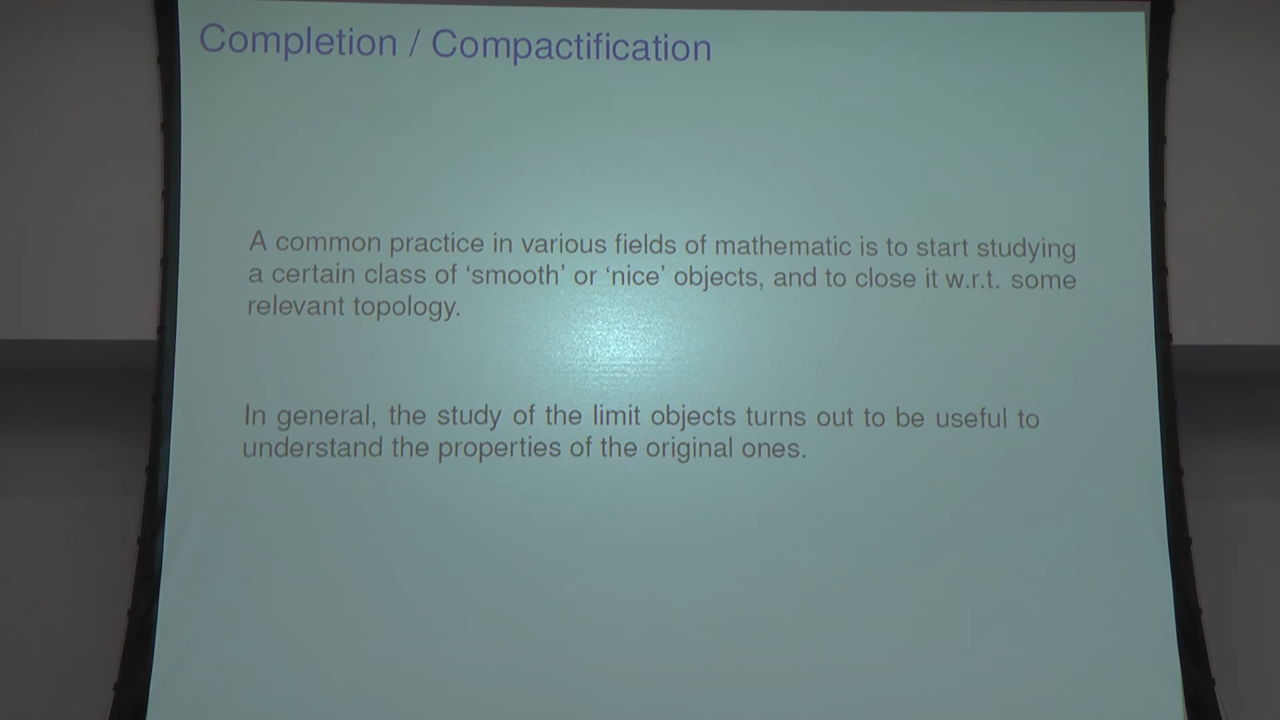 Completion / Compactification
A common practice in various fields of mathematic is to start studying
a certain class of ‘smooth’ or ‘nice’ objects, and to close it w.r.t. some
relevant topology.
In general, the study of the limit objects turns out to be useful to
understand the properties of the original ones.